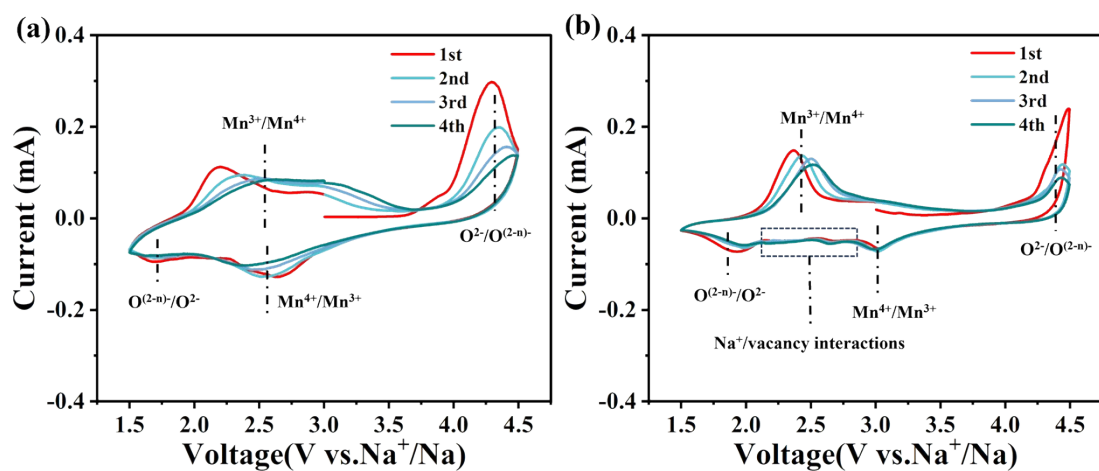 (a)
0.4
0.2
0.0
-0.2
-0.4
Current (mA)
1st
2nd
3rd
4th
Mn³⁺/Mn⁴⁺
O²⁻/O⁽²⁻ⁿ⁾⁻
O⁽²⁻ⁿ⁾⁻/O²⁻
Mn⁴⁺/Mn³⁺
1.5 2.0 2.5 3.0 3.5 4.0 4.5
Voltage(V vs.Na⁺/Na)
(b)
0.4
0.2
0.0
-0.2
-0.4
Current (mA)
1st
2nd
3rd
4th
Mn³⁺/Mn⁴⁺
O²⁻/O⁽²⁻ⁿ⁾⁻
O⁽²⁻ⁿ⁾⁻/O²⁻
Mn⁴⁺/Mn³⁺
Na⁺/vacancy interactions
1.5 2.0 2.5 3.0 3.5 4.0 4.5
Voltage(V vs.Na⁺/Na)